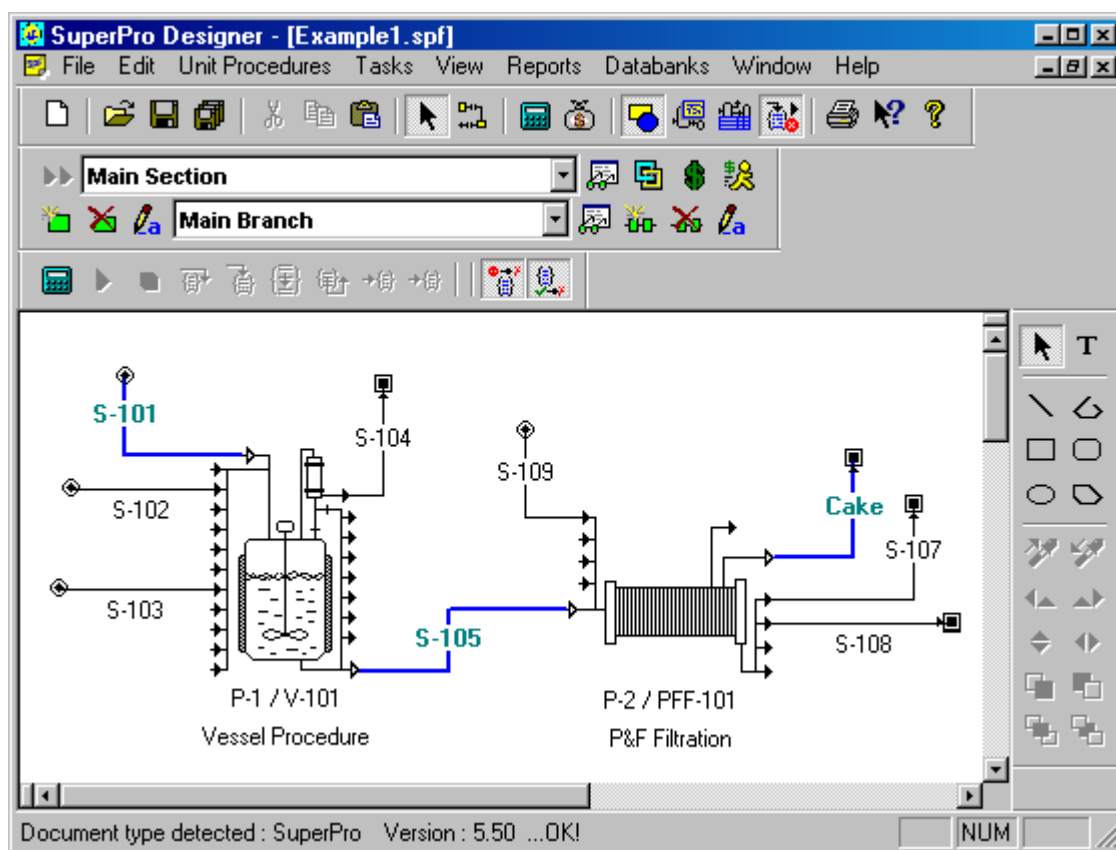 SuperPro Designer - [Example1.spf]
File Edit Unit Procedures Tasks View Reports Databanks Window Help
Main Section
Main Branch
T
S-101
S-104
S-109
S-102
Cake
S-107
S-103
S-105
S-108
P-1 / V-101
P-2 / PFF-101
Vessel Procedure
P&F Filtration
Document type detected : SuperPro Version : 5.50 ...OK!
NUM